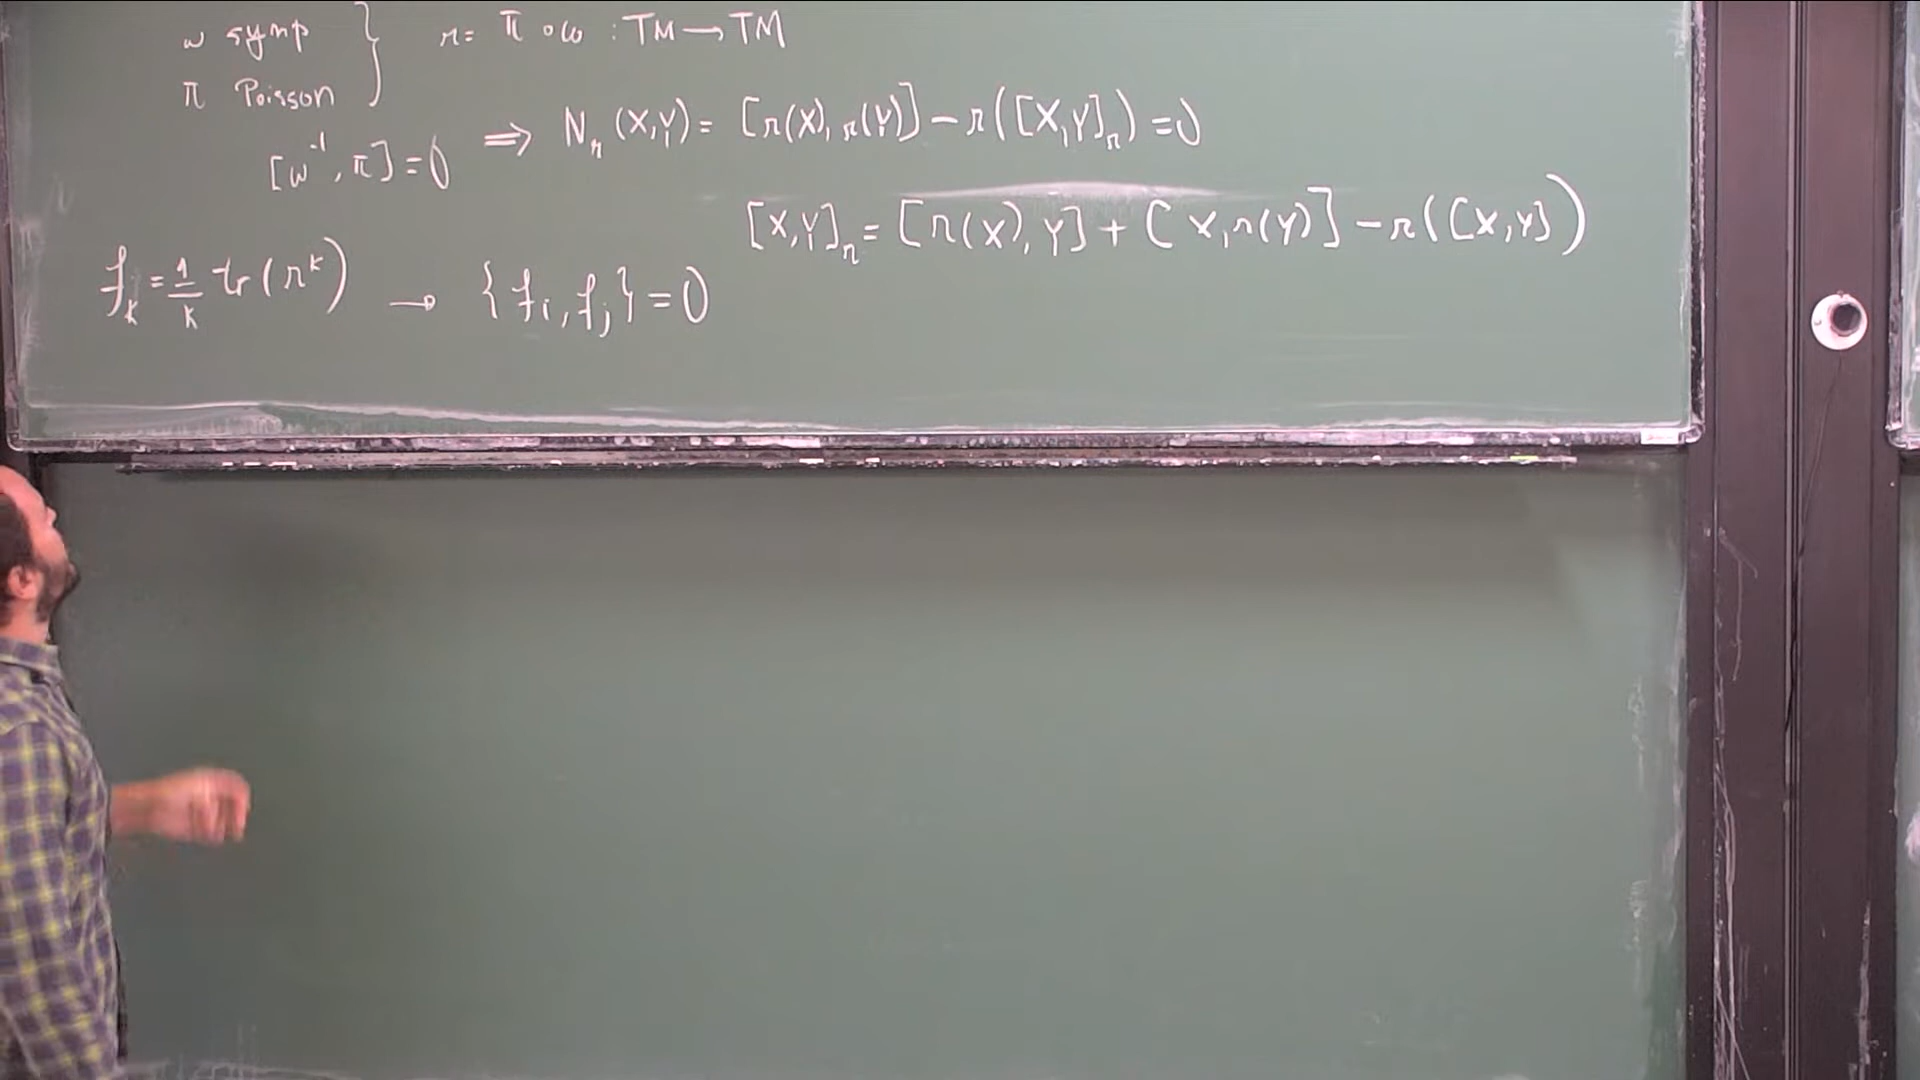 ω symp } r = π∘ω : TM → TM
π Poisson
[ω⁻¹, π] = 0 ⇒ N_r (X,Y) = [r(X), r(Y)] − r([X,Y]_r) = 0
[X,Y]_r = [r(X), Y] + [X, r(Y)] − r([X,Y])
f_k = 1/k tr(r^k) → {f_i, f_j} = 0